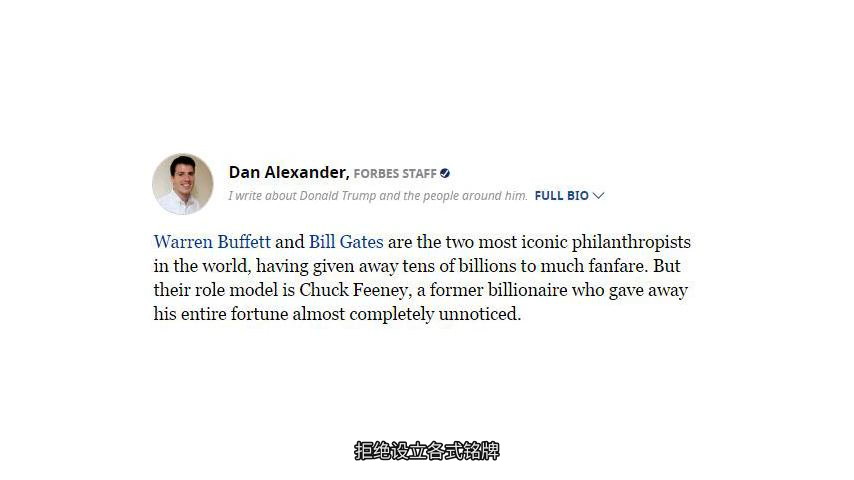 Dan Alexander, FORBES STAFF
I write about Donald Trump and the people around him. FULL BIO
Warren Buffett and Bill Gates are the two most iconic philanthropists
in the world, having given away tens of billions to much fanfare. But
their role model is Chuck Feeney, a former billionaire who gave away
his entire fortune almost completely unnoticed.
拒绝设立各式铭牌